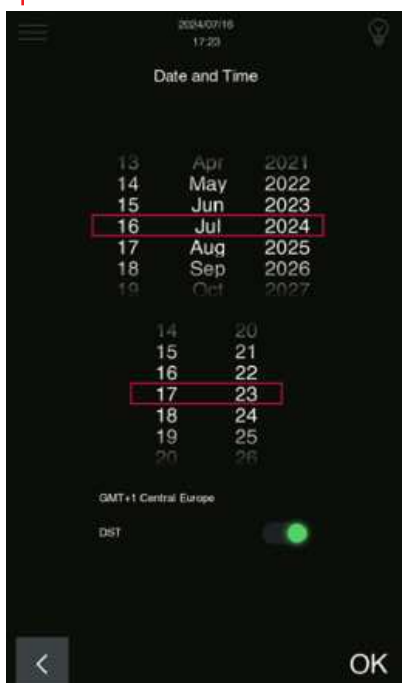 2024/07/16
17:23
Date and Time
13 Apr 2021
14 May 2022
15 Jun 2023
16 Jul 2024
17 Aug 2025
18 Sep 2026
19 Oct 2027
14 20
15 21
16 22
17 23
18 24
19 25
20 26
GMT+1 Central Europe
DST
OK